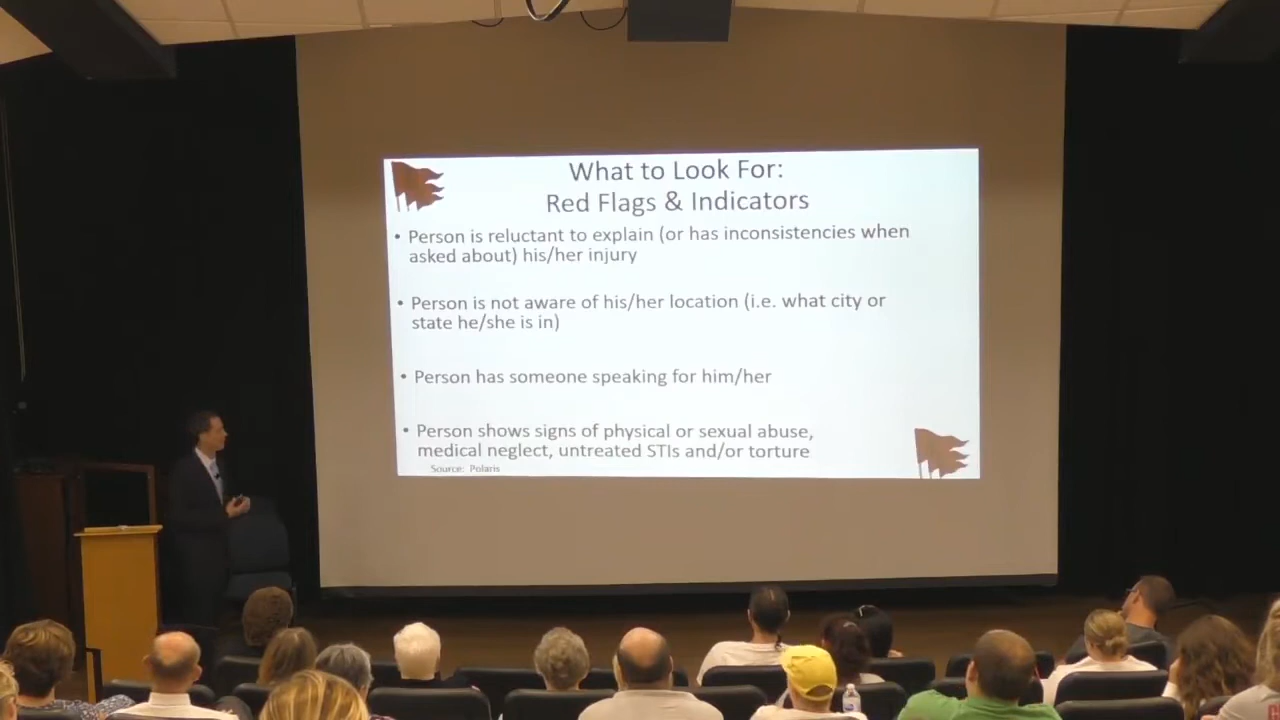 What to Look For:
Red Flags & Indicators
• Person is reluctant to explain (or has inconsistencies when
asked about) his/her injury
• Person is not aware of his/her location (i.e. what city or
state he/she is in)
• Person has someone speaking for him/her
• Person shows signs of physical or sexual abuse,
medical neglect, untreated STIs and/or torture
Source: Polaris